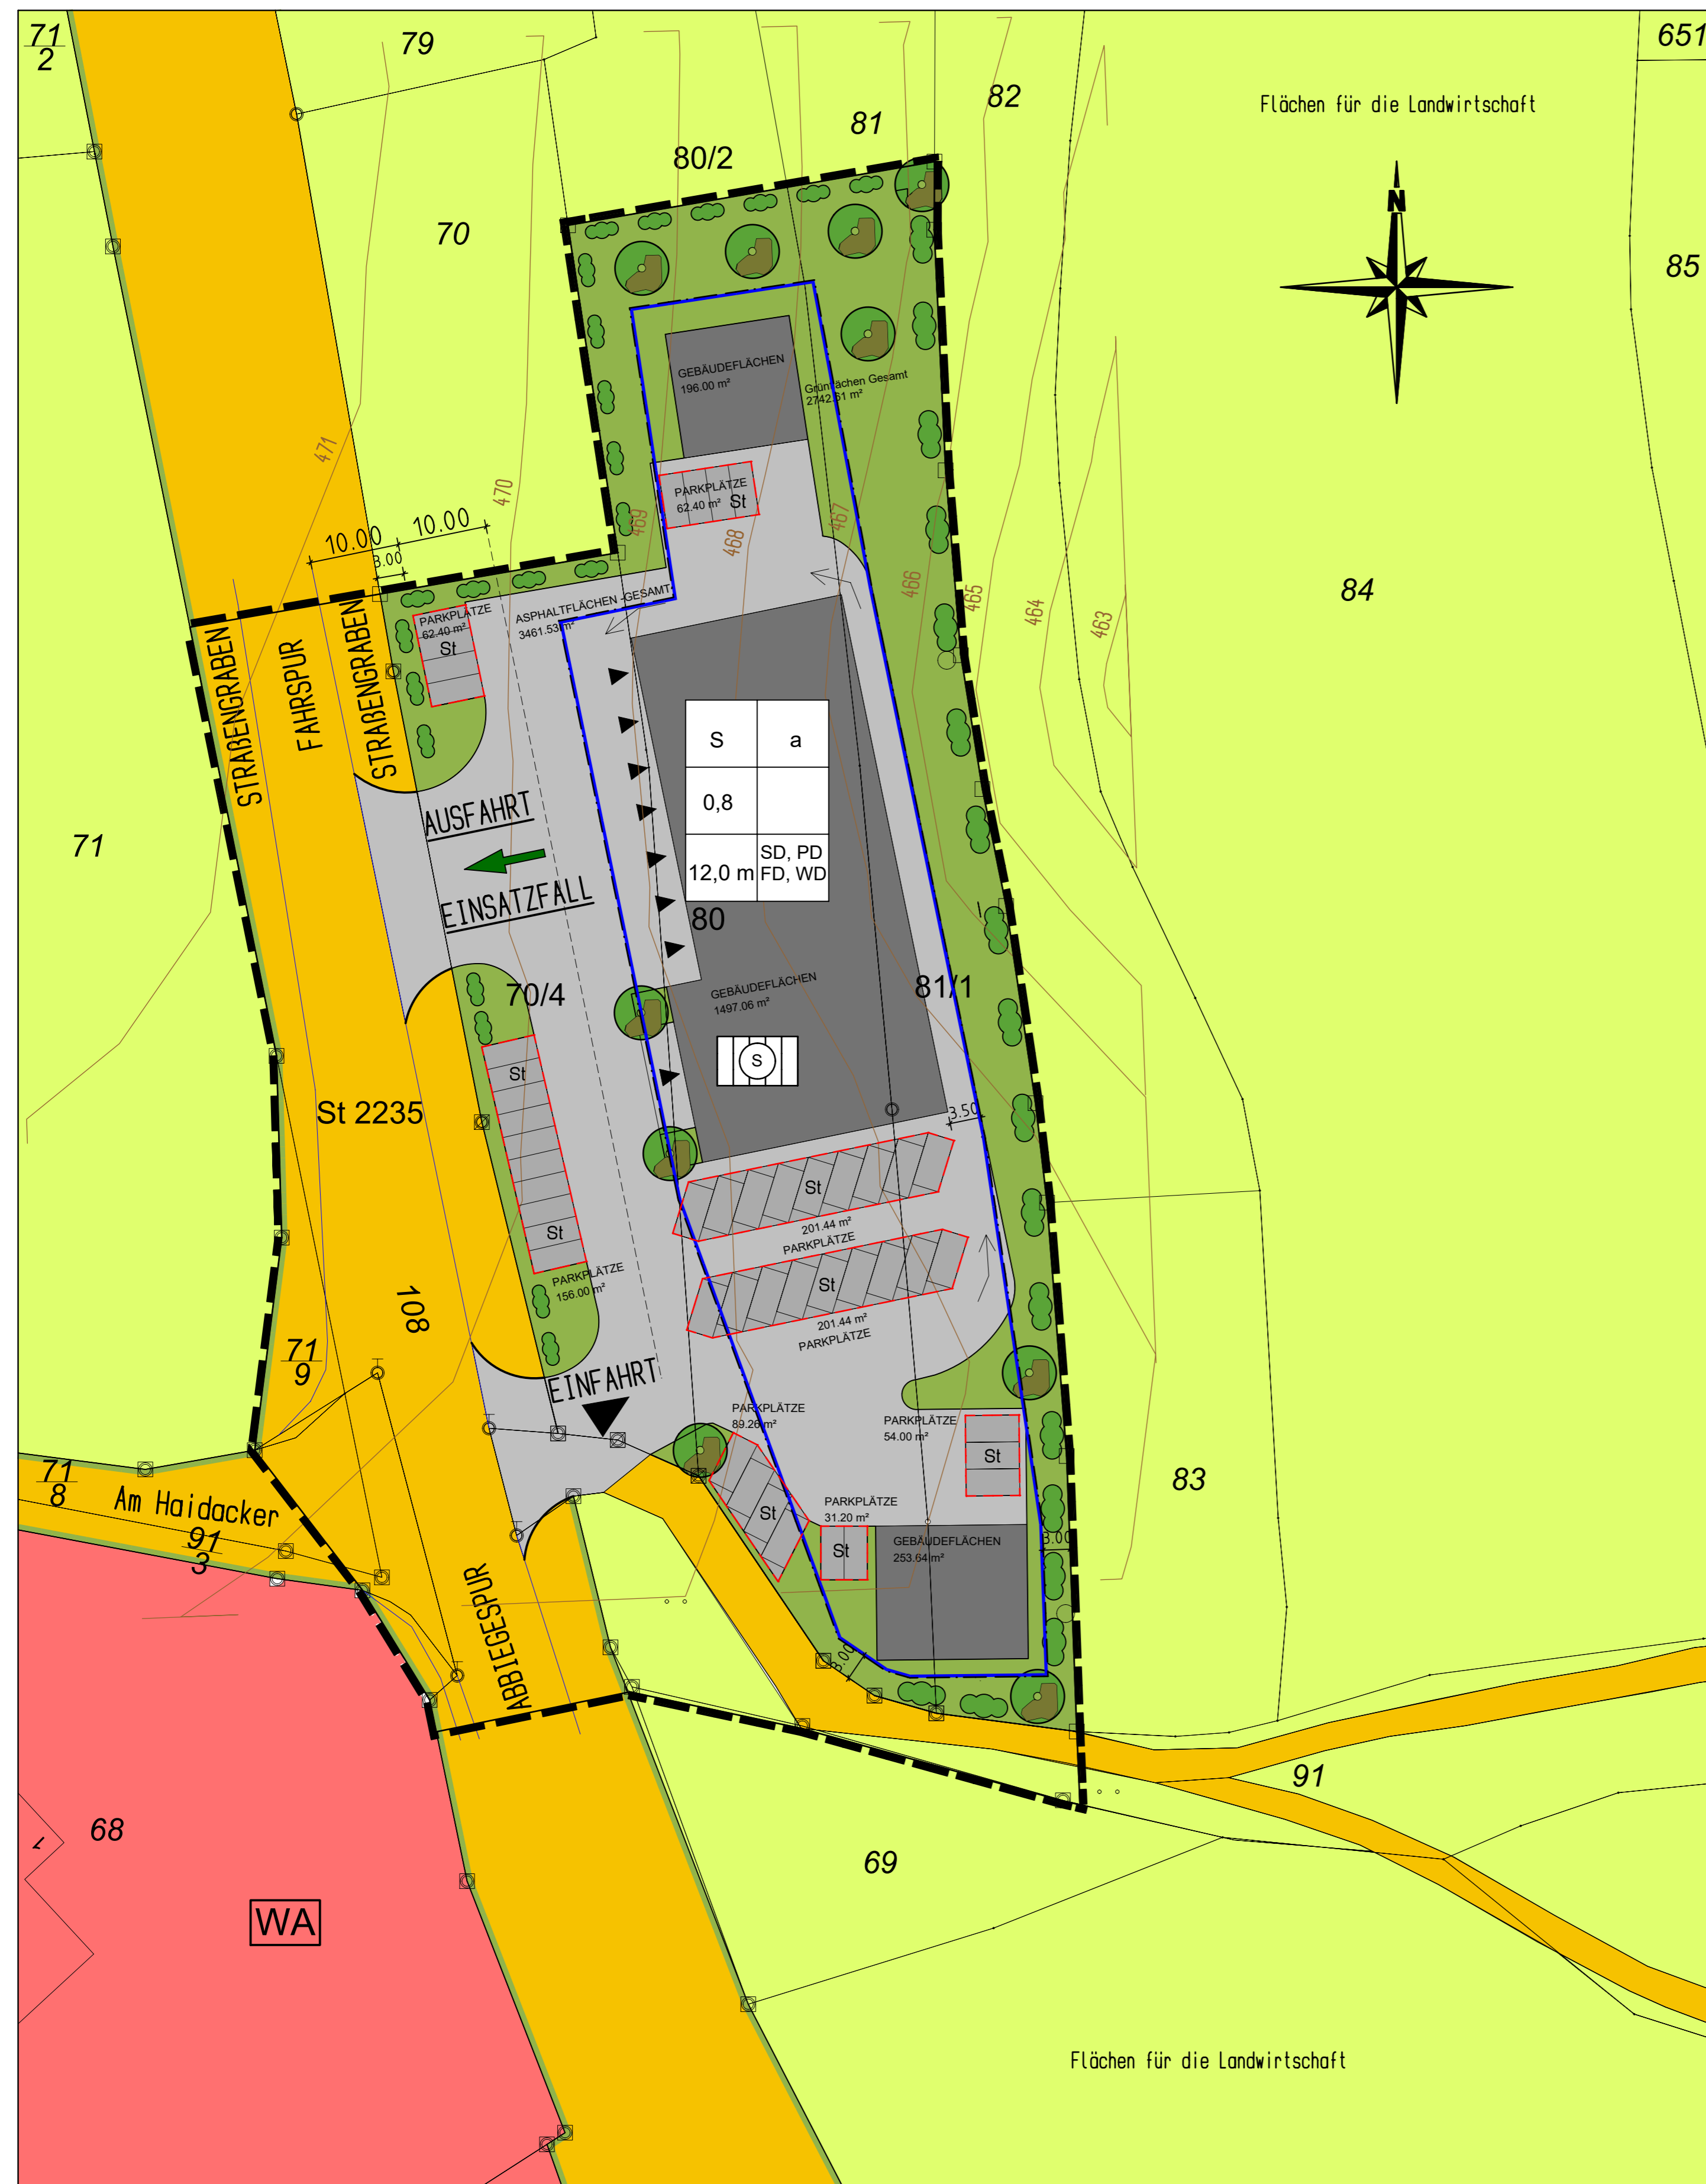 71
2
79
651
82
Flächen für die Landwirtschaft
81
80/2
N
70
85
GEBÄUDEFLÄCHEN
196.00 m²
Grünflächen Gesamt
2742.61 m²
471
470
PARKPLÄTZE
62.40 m²
St
469
468
467
10.00
10.00
3.00
466
465
464
463
84
PARKPLÄTZE
62.40 m²
St
ASPHALTFLÄCHEN -GESAMT-
3461.53 m²
STRAßENGRABEN
FAHRSPUR
STRAßENGRABEN
S
a
0,8
12,0 m
SD, PD
FD, WD
71
AUSFAHRT
EINSATZFALL
80
GEBÄUDEFLÄCHEN
1497.06 m²
81/1
70/4
S
St
St 2235
3.50
St
201.44 m²
PARKPLÄTZE
St
PARKPLÄTZE
156.00 m²
St
201.44 m²
PARKPLÄTZE
108
71
9
EINFAHRT
PARKPLÄTZE
89.26 m²
St
PARKPLÄTZE
54.00 m²
St
71
8
Am Haidacker
91
3
PARKPLÄTZE
31.20 m²
St
GEBÄUDEFLÄCHEN
253.64 m²
3.00
83
ABBIEGESPUR
3.00
91
68
1
69
WA
Flächen für die Landwirtschaft